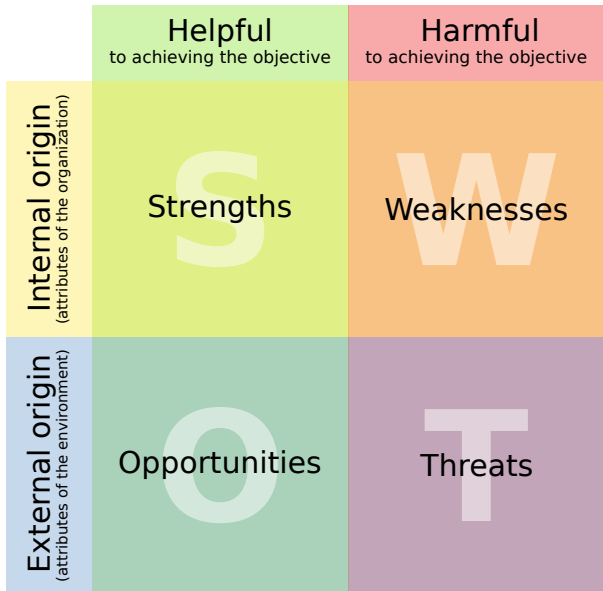 Helpful
to achieving the objective
Harmful
to achieving the objective
Internal origin
(attributes of the organization)
S
Strengths
W
Weaknesses
External origin
(attributes of the environment)
O
Opportunities
T
Threats